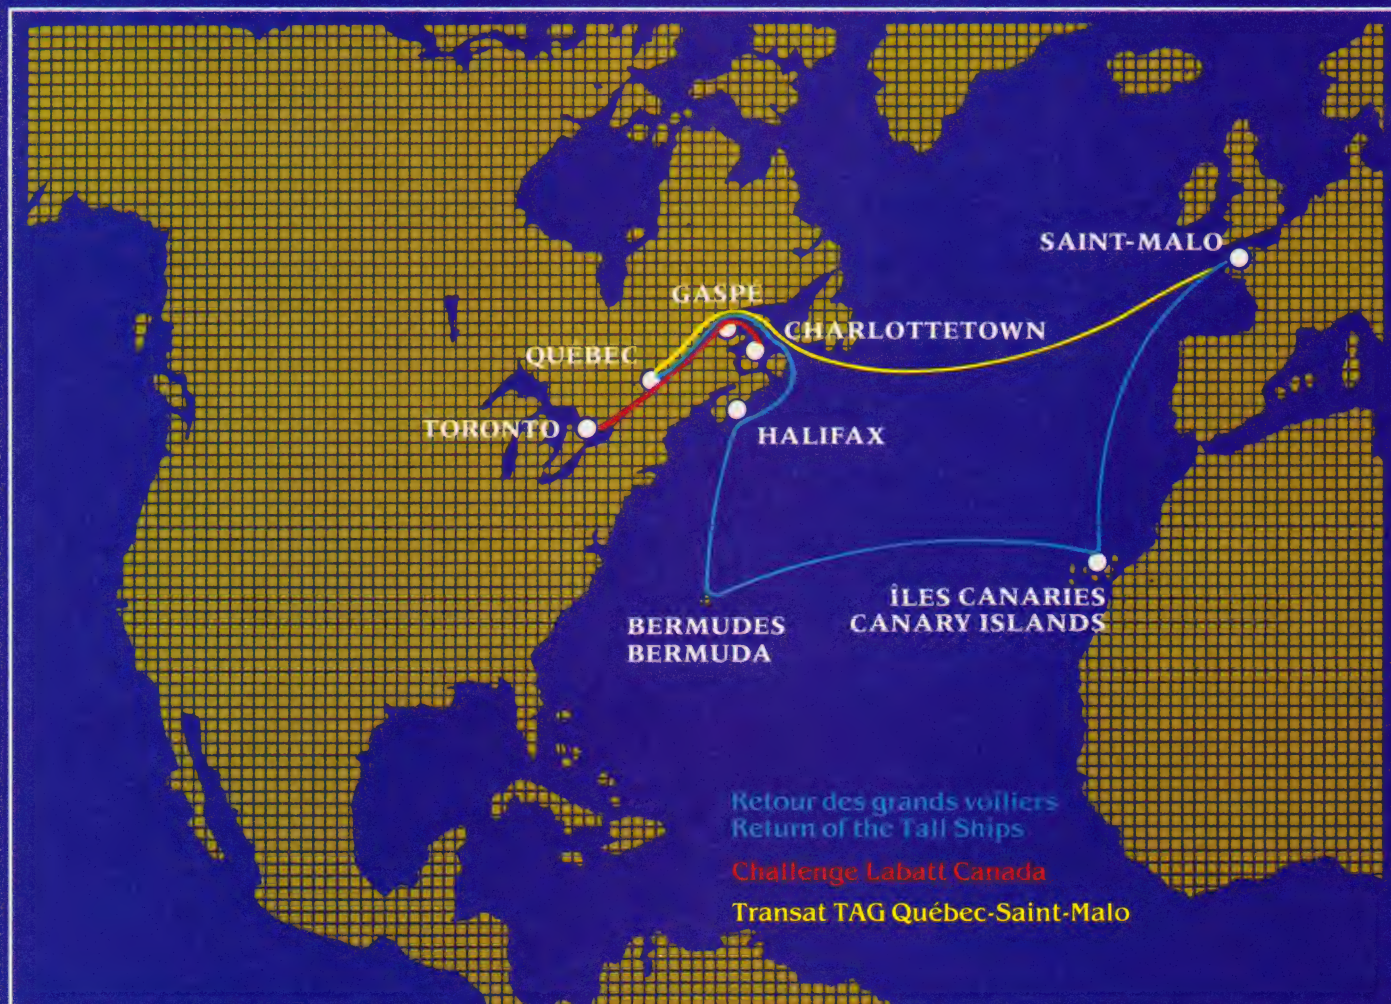 SAINT-MALO
GASPÉ
CHARLOTTETOWN
QUÉBEC
TORONTO
HALIFAX
ÎLES CANARIES
CANARY ISLANDS
BERMUDES
BERMUDA
Retour des grands voiliers
Return of the Tall Ships
Challenge Labatt Canada
Transat TAG Québec-Saint-Malo